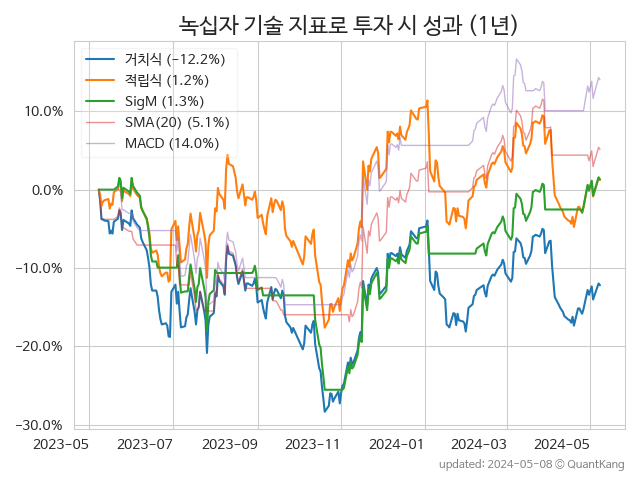 녹십자 기술 지표로 투자 시 성과 (1년)
거치식 (−12.2%)
적립식 (1.2%)
SigM (1.3%)
SMA(20) (5.1%)
MACD (14.0%)
10.0%
0.0%
−10.0%
−20.0%
−30.0%
2023-05 2023-07 2023-09 2023-11 2024-01 2024-03 2024-05
updated: 2024-05-08 © QuantKang